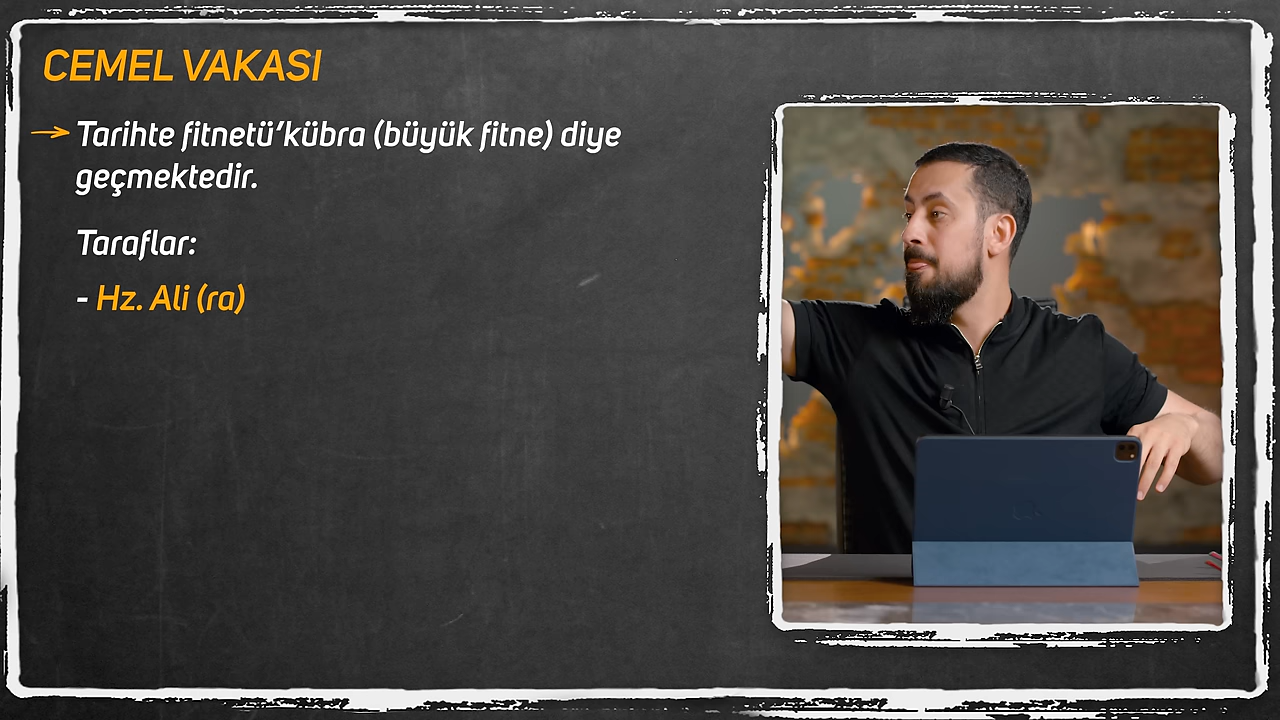 CEMEL VAKASI
Tarihte fitnetü’kübra (büyük fitne) diye
geçmektedir.
Taraflar:
- Hz. Ali (ra)